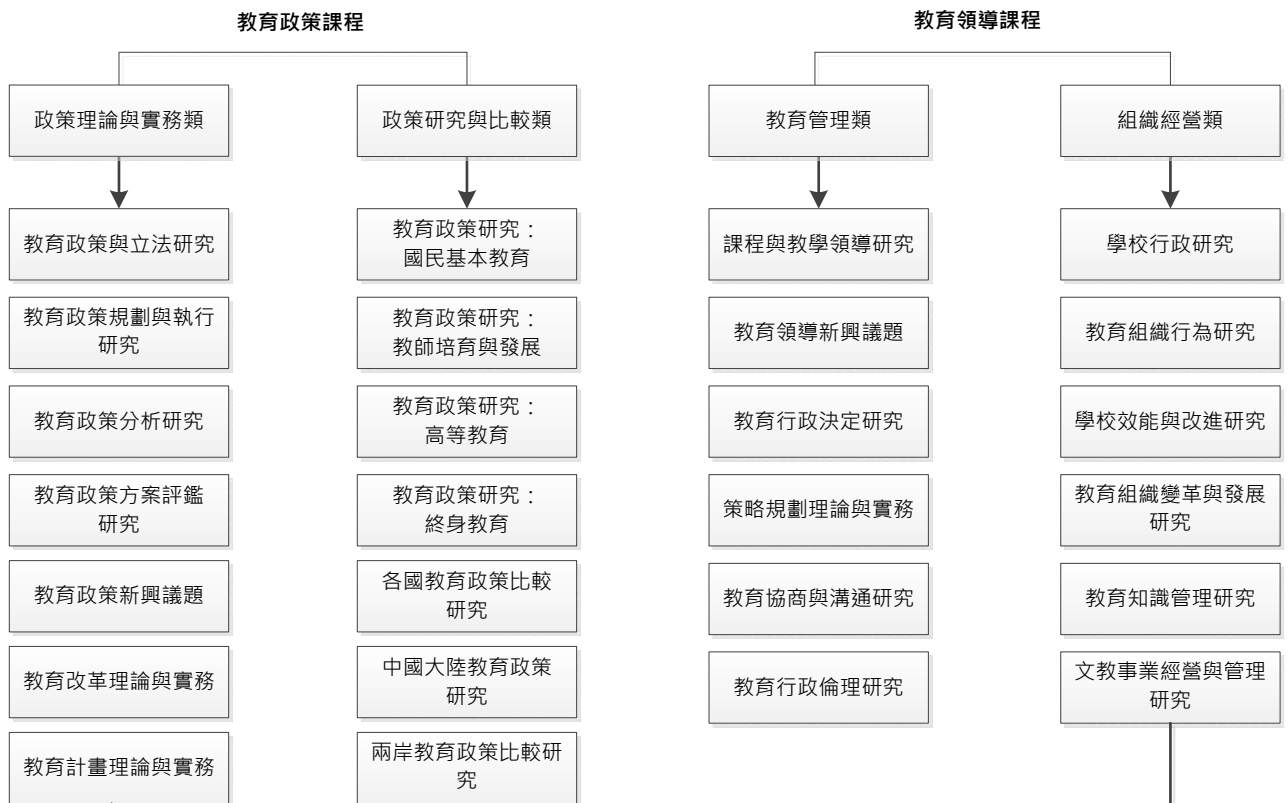 教育政策課程
政策理論與實務類
教育政策與立法研究
教育政策規劃與執行
研究
教育政策分析研究
教育政策方案評鑑
研究
教育政策新興議題
教育改革理論與實務
教育計畫理論與實務
政策研究與比較類
教育政策研究：
國民基本教育
教育政策研究：
教師培育與發展
教育政策研究：
高等教育
教育政策研究：
終身教育
各國教育政策比較
研究
中國大陸教育政策
研究
兩岸教育政策比較研
究
教育領導課程
教育管理類
課程與教學領導研究
教育領導新興議題
教育行政決定研究
策略規劃理論與實務
教育協商與溝通研究
教育行政倫理研究
組織經營類
學校行政研究
教育組織行為研究
學校效能與改進研究
教育組織變革與發展
研究
教育知識管理研究
文教事業經營與管理
研究